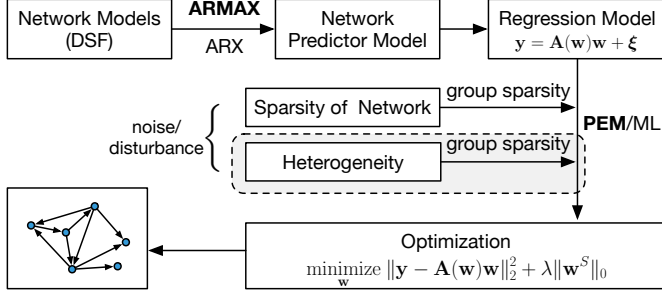 Network Models
(DSF)
ARMAX
ARX
Network
Predictor Model
Regression Model
y = A(w)w + ξ
noise/
disturbance
Sparsity of Network
group sparsity
Heterogeneity
group sparsity
PEM/ML
Optimization
minimize ‖y − A(w)w‖₂² + λ‖w^S‖₀
w